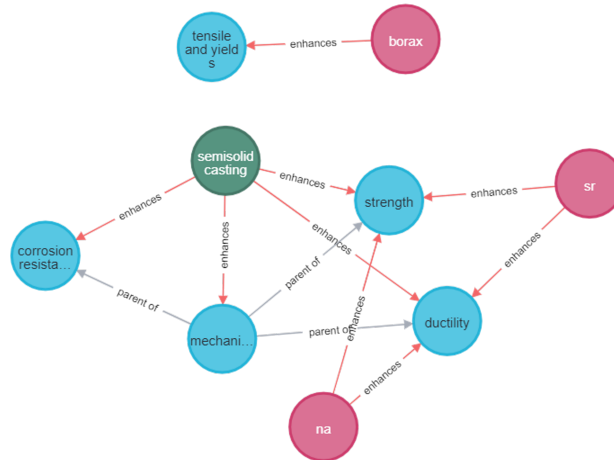 tensile
and yield
s
enhances
borax
semisolid
casting
enhances
strength
enhances
sr
enhances
enhances
enhances
enhances
corrosion
resista…
parent of
parent of
enhances
mechani…
parent of
ductility
enhances
na